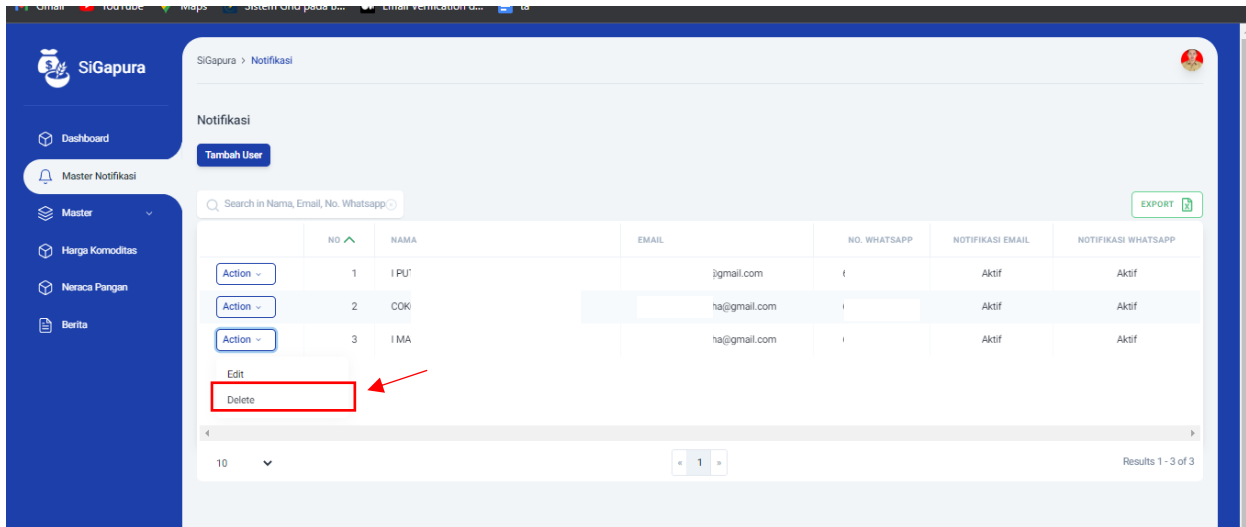 Gmail YouTube Maps Sistem Grid pada B... Email Verification d... ta
SiGapura
SiGapura > Notifikasi
Dashboard
Master Notifikasi
Master
Harga Komoditas
Neraca Pangan
Berita
Notifikasi
Tambah User
Search in Nama, Email, No. Whatsapp
EXPORT
NO NAMA EMAIL NO. WHATSAPP NOTIFIKASI EMAIL NOTIFIKASI WHATSAPP
Action 1 I PU @gmail.com Aktif Aktif
Action 2 COK ha@gmail.com Aktif Aktif
Action 3 I MA ha@gmail.com Aktif Aktif
Edit
Delete
10
« 1 »
Results 1 - 3 of 3